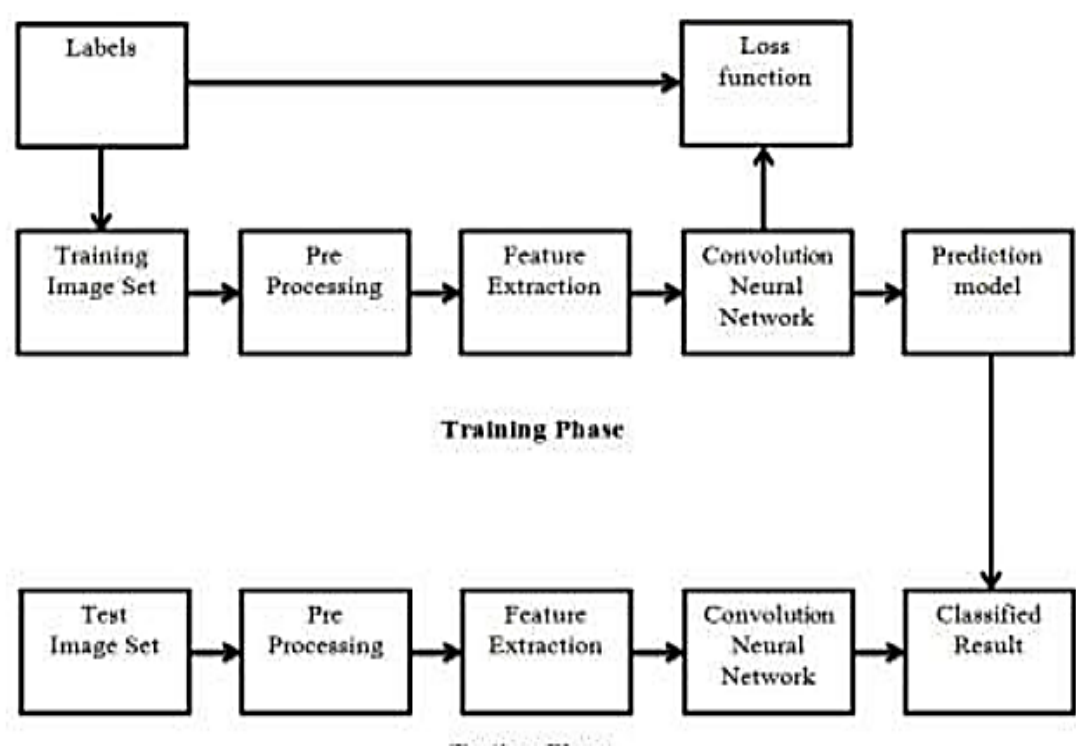 Labels
Loss
function
Training
Image Set
Pre
Processing
Feature
Extraction
Convolution
Neural
Network
Prediction
model
Training Phase
Test
Image Set
Pre
Processing
Feature
Extraction
Convolution
Neural
Network
Classified
Result